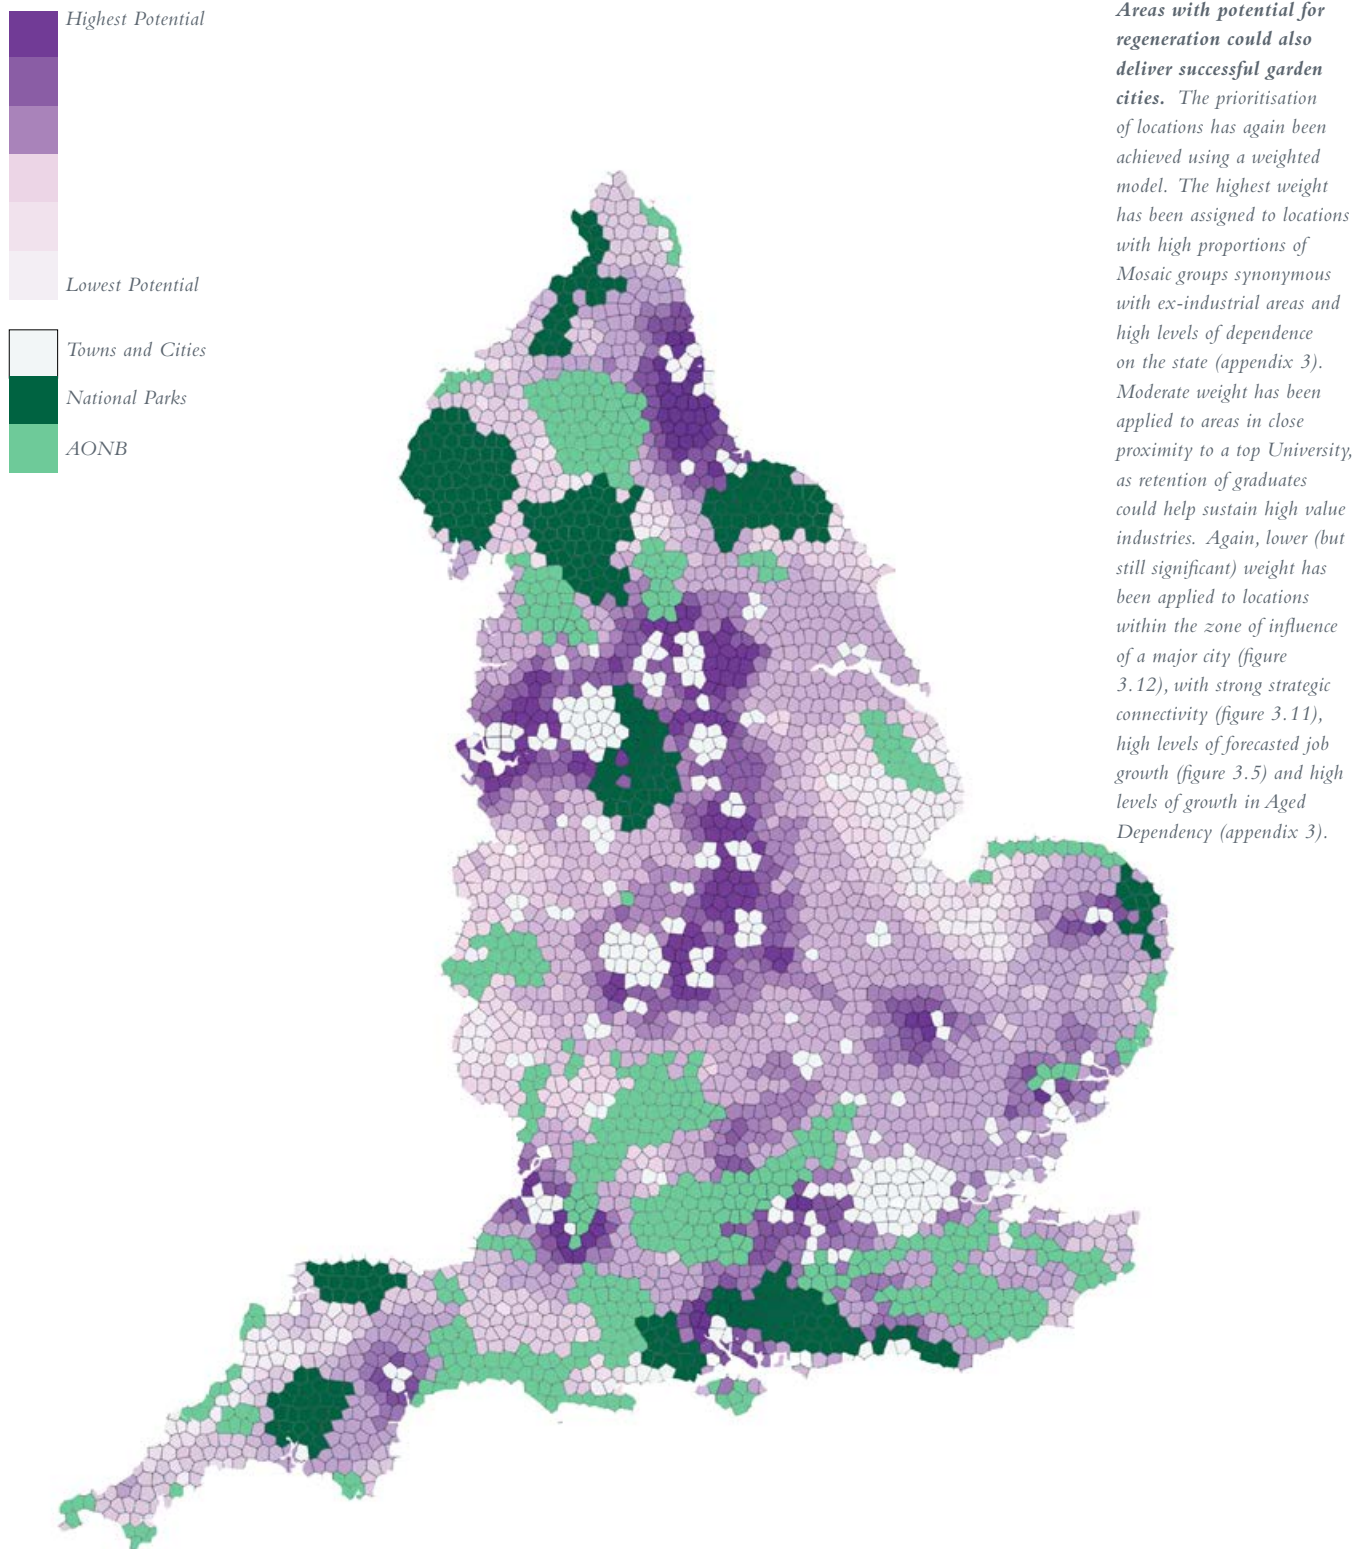 Highest Potential
Lowest Potential
Towns and Cities
National Parks
AONB
Areas with potential for
regeneration could also
deliver successful garden
cities. The prioritisation
of locations has again been
achieved using a weighted
model. The highest weight
has been assigned to locations
with high proportions of
Mosaic groups synonymous
with ex-industrial areas and
high levels of dependence
on the state (appendix 3).
Moderate weight has been
applied to areas in close
proximity to a top University,
as retention of graduates
could help sustain high value
industries. Again, lower (but
still significant) weight has
been applied to locations
within the zone of influence
of a major city (figure
3.12), with strong strategic
connectivity (figure 3.11),
high levels of forecasted job
growth (figure 3.5) and high
levels of growth in Aged
Dependency (appendix 3).